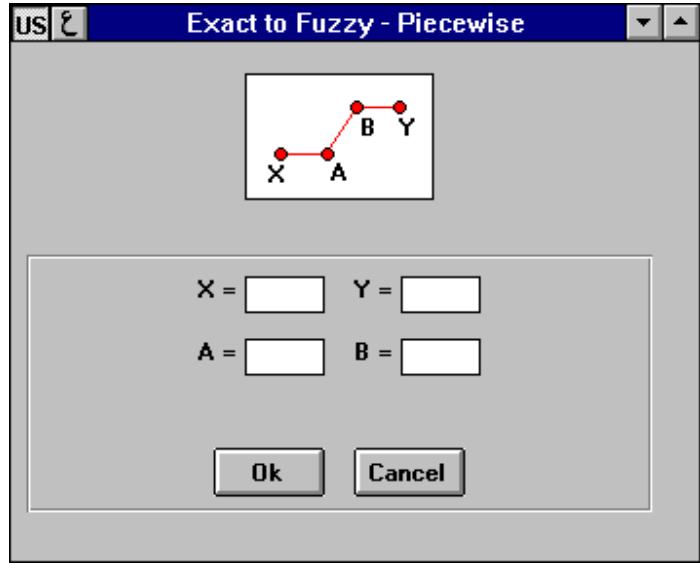 US ع Exact to Fuzzy - Piecewise
B Y
X A
X = Y =
A = B =
Ok Cancel